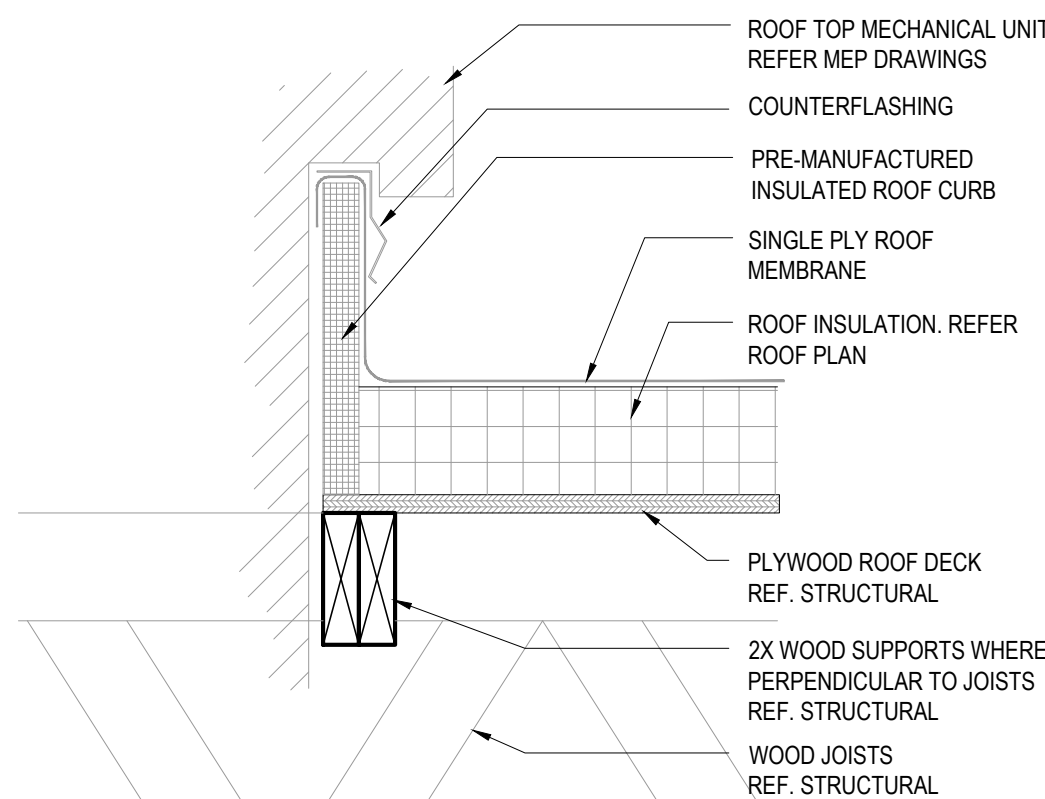 ROOF TOP MECHANICAL UNIT
REFER MEP DRAWINGS
COUNTERFLASHING
PRE-MANUFACTURED
INSULATED ROOF CURB
SINGLE PLY ROOF
MEMBRANE
ROOF INSULATION. REFER
ROOF PLAN
PLYWOOD ROOF DECK
REF. STRUCTURAL
2X WOOD SUPPORTS WHERE
PERPENDICULAR TO JOISTS
REF. STRUCTURAL
WOOD JOISTS
REF. STRUCTURAL